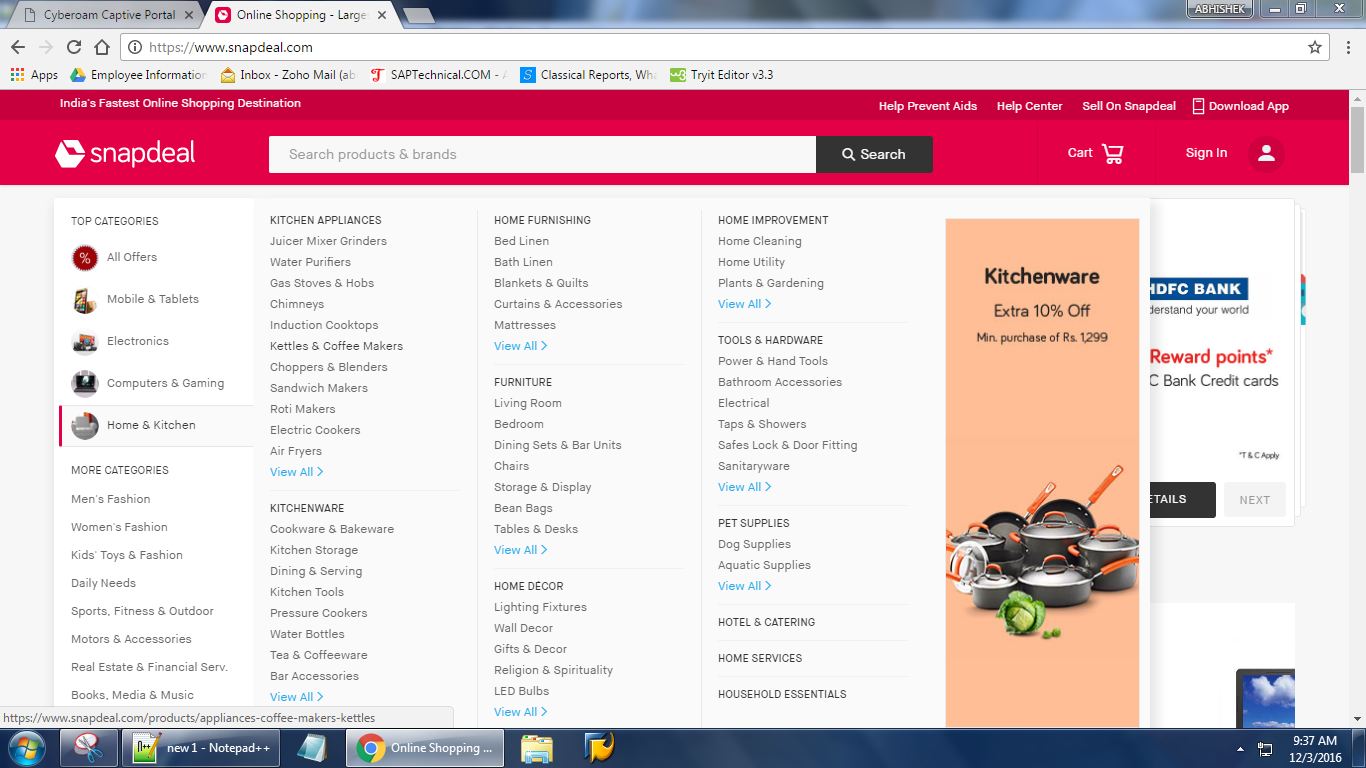 Cyberoam Captive Portal
Online Shopping - Large
ABHISHEK
https://www.snapdeal.com
Apps
Employee Information
Inbox - Zoho Mail (ab
SAPTechnical.COM - A
Classical Reports, Wha
Tryit Editor v3.3
India's Fastest Online Shopping Destination
Help Prevent Aids
Help Center
Sell On Snapdeal
Download App
snapdeal
Search products & brands
Search
Cart
Sign In
TOP CATEGORIES
All Offers
Mobile & Tablets
Electronics
Computers & Gaming
Home & Kitchen
MORE CATEGORIES
Men's Fashion
Women's Fashion
Kids' Toys & Fashion
Daily Needs
Sports, Fitness & Outdoor
Motors & Accessories
Real Estate & Financial Serv.
Books, Media & Music
KITCHEN APPLIANCES
Juicer Mixer Grinders
Water Purifiers
Gas Stoves & Hobs
Chimneys
Induction Cooktops
Kettles & Coffee Makers
Choppers & Blenders
Sandwich Makers
Roti Makers
Electric Cookers
Air Fryers
View All >
KITCHENWARE
Cookware & Bakeware
Kitchen Storage
Dining & Serving
Kitchen Tools
Pressure Cookers
Water Bottles
Tea & Coffeeware
Bar Accessories
View All >
HOME FURNISHING
Bed Linen
Bath Linen
Blankets & Quilts
Curtains & Accessories
Mattresses
View All >
FURNITURE
Living Room
Bedroom
Dining Sets & Bar Units
Chairs
Storage & Display
Bean Bags
Tables & Desks
View All >
HOME DÉCOR
Lighting Fixtures
Wall Decor
Gifts & Decor
Religion & Spirituality
LED Bulbs
View All >
HOME IMPROVEMENT
Home Cleaning
Home Utility
Plants & Gardening
View All >
TOOLS & HARDWARE
Power & Hand Tools
Bathroom Accessories
Electrical
Taps & Showers
Safes Lock & Door Fitting
Sanitaryware
View All >
PET SUPPLIES
Dog Supplies
Aquatic Supplies
View All >
HOTEL & CATERING
HOME SERVICES
HOUSEHOLD ESSENTIALS
Kitchenware
Extra 10% Off
Min. purchase of Rs. 1,299
HDFC BANK
derstand your world
Reward points*
C Bank Credit cards
*T & C Apply
ETAILS
NEXT
https://www.snapdeal.com/products/appliances-coffee-makers-kettles
new 1 - Notepad++
Online Shopping ...
9:37 AM
12/3/2016